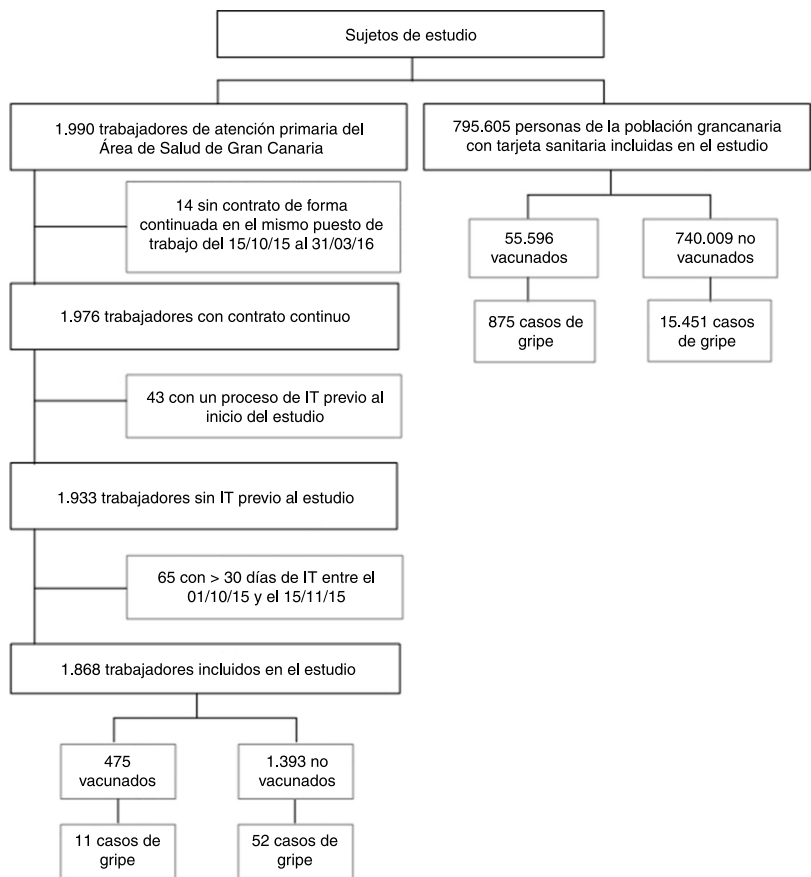 Sujetos de estudio
1.990 trabajadores de atención primaria del
Área de Salud de Gran Canaria
795.605 personas de la población grancanaria
con tarjeta sanitaria incluidas en el estudio
14 sin contrato de forma
continuada en el mismo puesto de
trabajo del 15/10/15 al 31/03/16
55.596
vacunados
740.009 no
vacunados
1.976 trabajadores con contrato continuo
875 casos de
gripe
15.451 casos
de gripe
43 con un proceso de IT previo al
inicio del estudio
1.933 trabajadores sin IT previo al estudio
65 con > 30 días de IT entre el
01/10/15 y el 15/11/15
1.868 trabajadores incluidos en el estudio
475
vacunados
1.393 no
vacunados
11 casos de
gripe
52 casos de
gripe